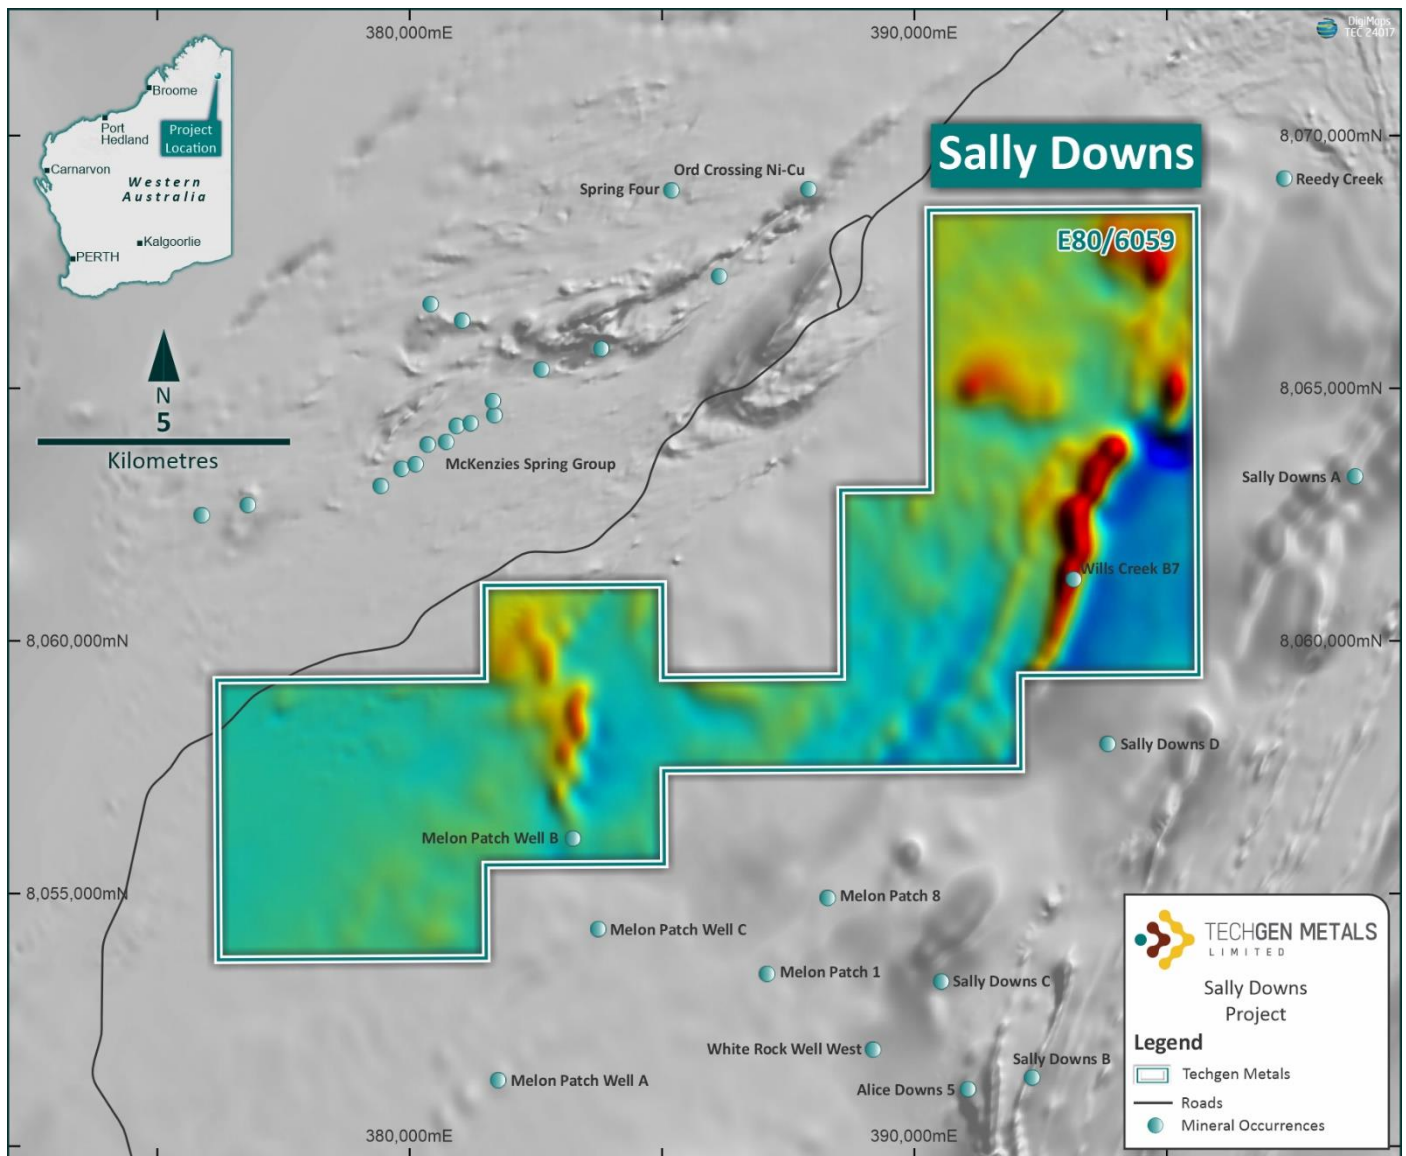 380,000mE
390,000mE
DigiMaps
TEC 24017
Broome
Port
Hedland
Project
Location
Carnarvon
Western
Australia
Kalgoorlie
PERTH
8,070,000mN
Sally Downs
Ord Crossing Ni-Cu
Spring Four
Reedy Creek
E80/6059
N
5
Kilometres
8,065,000mN
McKenzies Spring Group
Sally Downs A
Wills Creek B7
8,060,000mN
8,060,000mN
Sally Downs D
Melon Patch Well B
8,055,000mN
Melon Patch 8
Melon Patch Well C
Melon Patch 1
Sally Downs C
White Rock Well West
Sally Downs B
Melon Patch Well A
Alice Downs 5
380,000mE
390,000mE
TECHGEN METALS
LIMITED
Sally Downs
Project
Legend
Techgen Metals
Roads
Mineral Occurrences